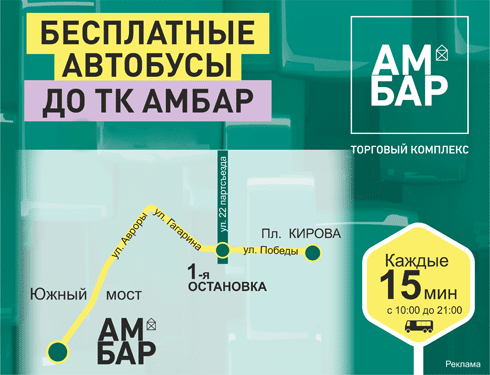 БЕСПЛАТНЫЕ
АВТОБУСЫ
ДО ТК АМБАР
АМ
БАР
ТОРГОВЫЙ КОМПЛЕКС
ул. 22 партсъезда
ул. Авроры
ул. Гагарина
Пл. КИРОВА
ул. Победы
1-я
ОСТАНОВКА
Южный мост
АМ
БАР
Каждые
15 мин
с 10:00 до 21:00
Реклама